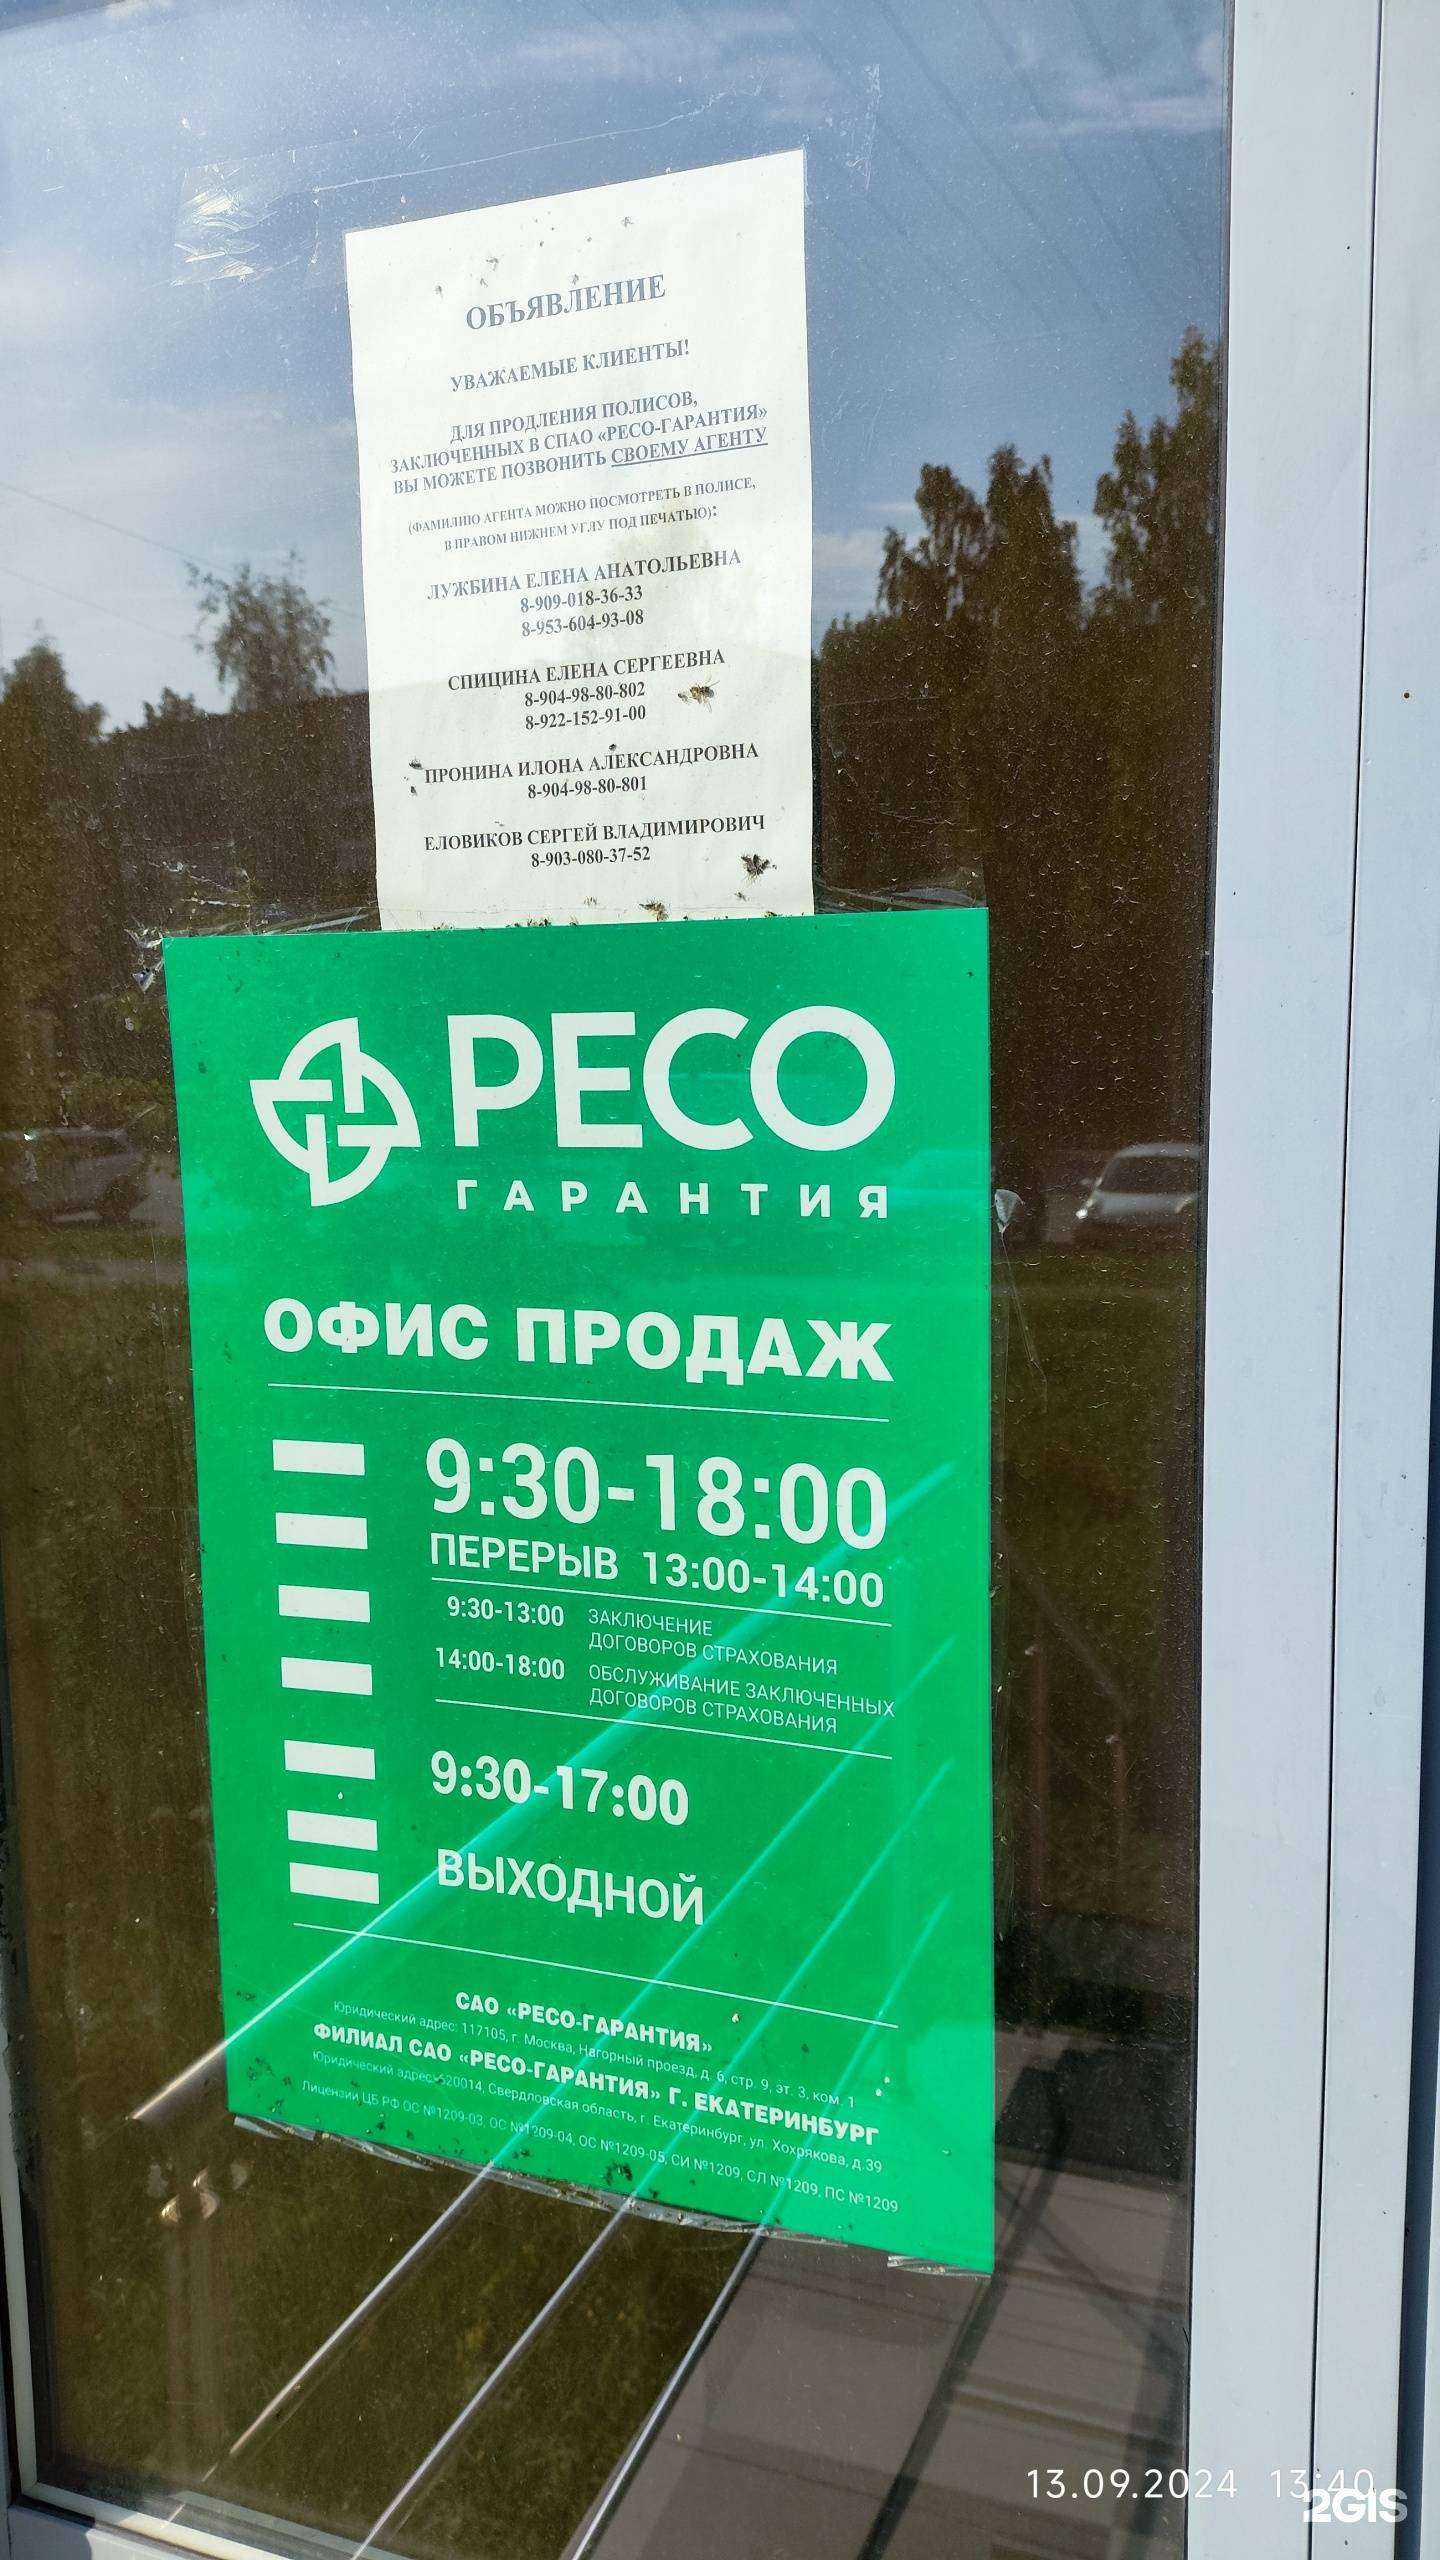 ОБЪЯВЛЕНИЕ
УВАЖАЕМЫЕ КЛИЕНТЫ!
ДЛЯ ПРОДЛЕНИЯ ПОЛИСОВ,
ЗАКЛЮЧЕННЫХ В СПАО «РЕСО-ГАРАНТИЯ»
ВЫ МОЖЕТЕ ПОЗВОНИТЬ СВОЕМУ АГЕНТУ
(ФАМИЛИЮ АГЕНТА МОЖНО ПОСМОТРЕТЬ В ПОЛИСЕ,
В ПРАВОМ НИЖНЕМ УГЛУ ПОД ПЕЧАТЬЮ):
ЛУЖБИНА ЕЛЕНА АНАТОЛЬЕВНА
8-909-018-36-33
8-953-604-93-08
СПИЦИНА ЕЛЕНА СЕРГЕЕВНА
8-904-98-80-802
8-922-152-91-00
ПРОНИНА ИЛОНА АЛЕКСАНДРОВНА
8-904-98-80-801
ЕЛОВИКОВ СЕРГЕЙ ВЛАДИМИРОВИЧ
8-903-080-37-52
РЕСО
ГАРАНТИЯ
ОФИС ПРОДАЖ
9:30-18:00
ПЕРЕРЫВ 13:00-14:00
9:30-13:00 ЗАКЛЮЧЕНИЕ
ДОГОВОРОВ СТРАХОВАНИЯ
14:00-18:00 ОБСЛУЖИВАНИЕ ЗАКЛЮЧЕННЫХ
ДОГОВОРОВ СТРАХОВАНИЯ
9:30-17:00
ВЫХОДНОЙ
САО «РЕСО-ГАРАНТИЯ»
Юридический адрес: 117105, г. Москва, Нагорный проезд, д. 6, стр. 9, эт. 3, ком. 1
ФИЛИАЛ САО «РЕСО-ГАРАНТИЯ» Г. ЕКАТЕРИНБУРГ
Юридический адрес: 620014, Свердловская область, г. Екатеринбург, ул. Хохрякова, д.39
Лицензии ЦБ РФ ОС №1209-03, ОС №1209-04, ОС №1209-05, СИ №1209, СЛ №1209, ПС №1209
13.09.2024 13:40
2GIS